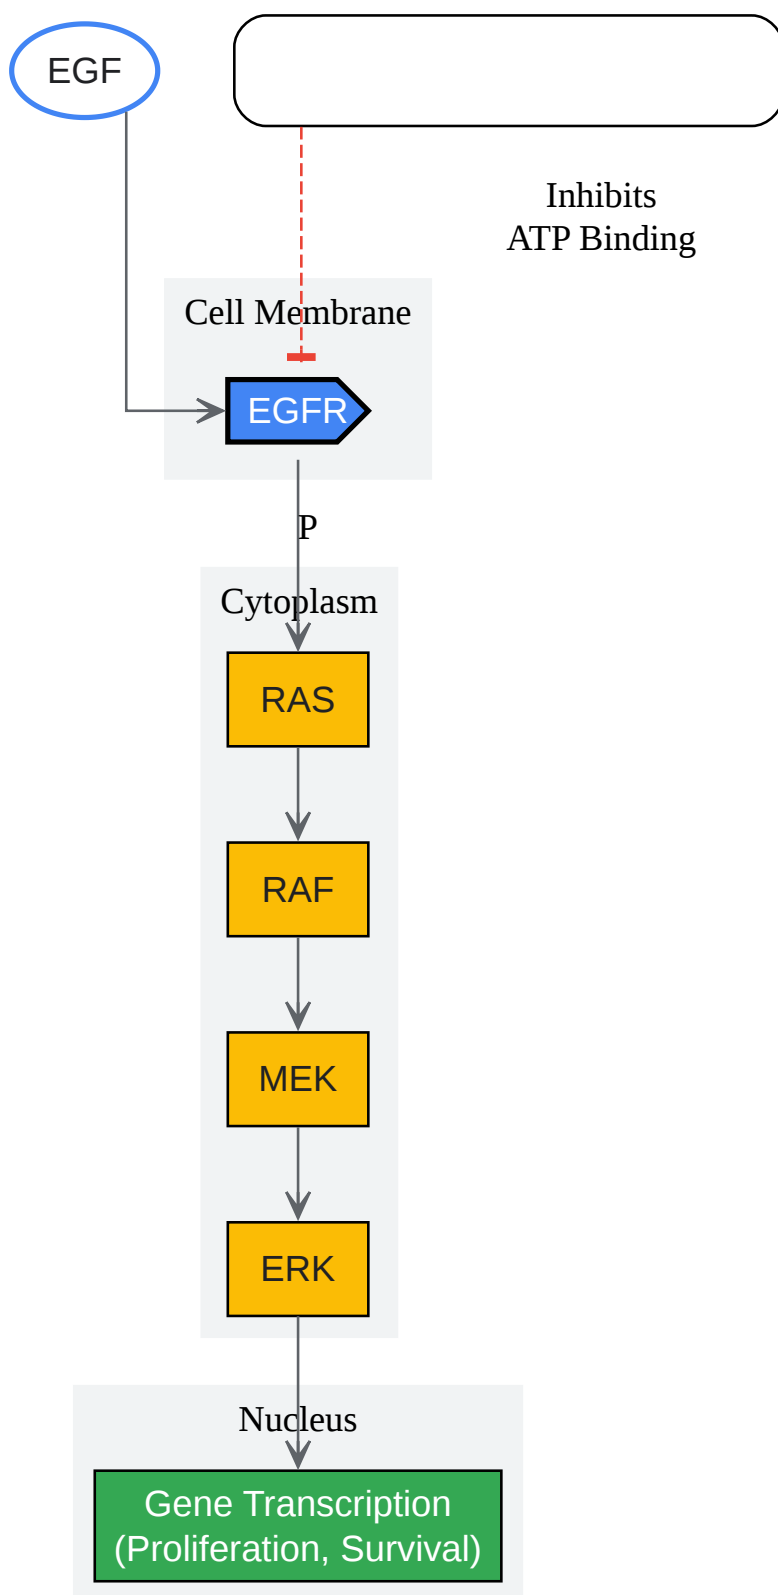 EGF
Inhibits
ATP Binding
Cell Membrane
EGFR
P
Cytoplasm
RAS
RAF
MEK
ERK
Nucleus
Gene Transcription
(Proliferation, Survival)